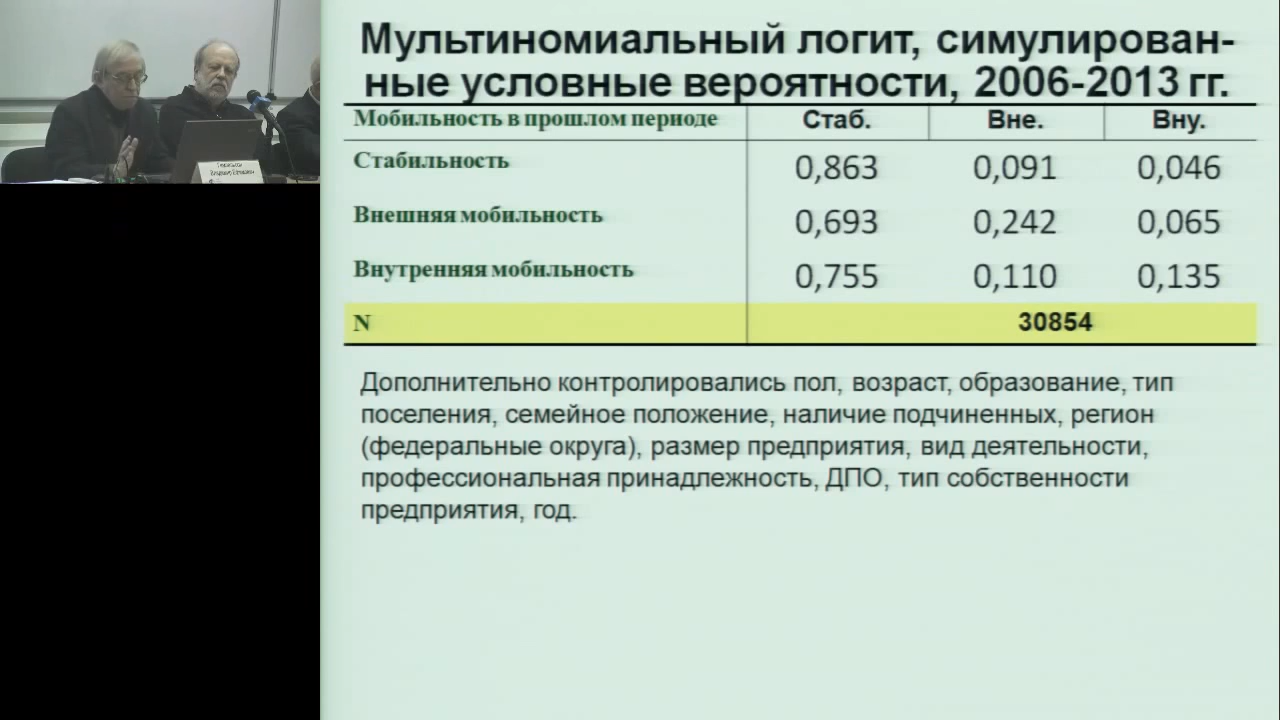 Мультиномиальный логит, симулирован-
ные условные вероятности, 2006-2013 гг.
Мобильность в прошлом периоде Стаб. Вне. Вну.
Стабильность 0,863 0,091 0,046
Внешняя мобильность 0,693 0,242 0,065
Внутренняя мобильность 0,755 0,110 0,135
N 30854
Дополнительно контролировались пол, возраст, образование, тип
поселения, семейное положение, наличие подчиненных, регион
(федеральные округа), размер предприятия, вид деятельности,
профессиональная принадлежность, ДПО, тип собственности
предприятия, год.